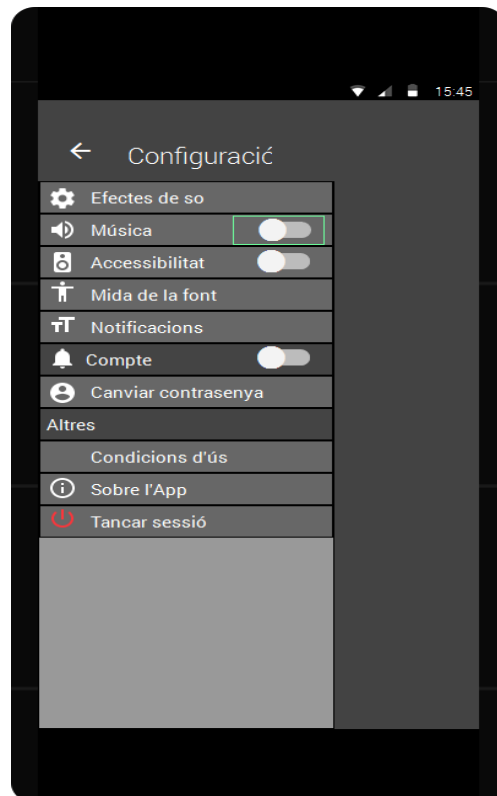 15:45
Configuració
Efectes de so
Música
Accessibilitat
Mida de la font
Notificacions
Compte
Canviar contrasenya
Altres
Condicions d'ús
Sobre l'App
Tancar sessió